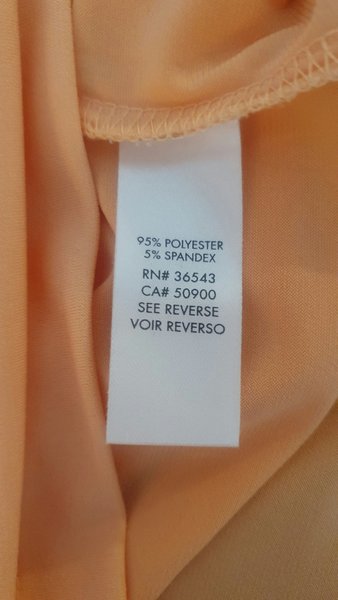 95% POLYESTER
5% SPANDEX
RN# 36543
CA# 50900
SEE REVERSE
VOIR REVERSO